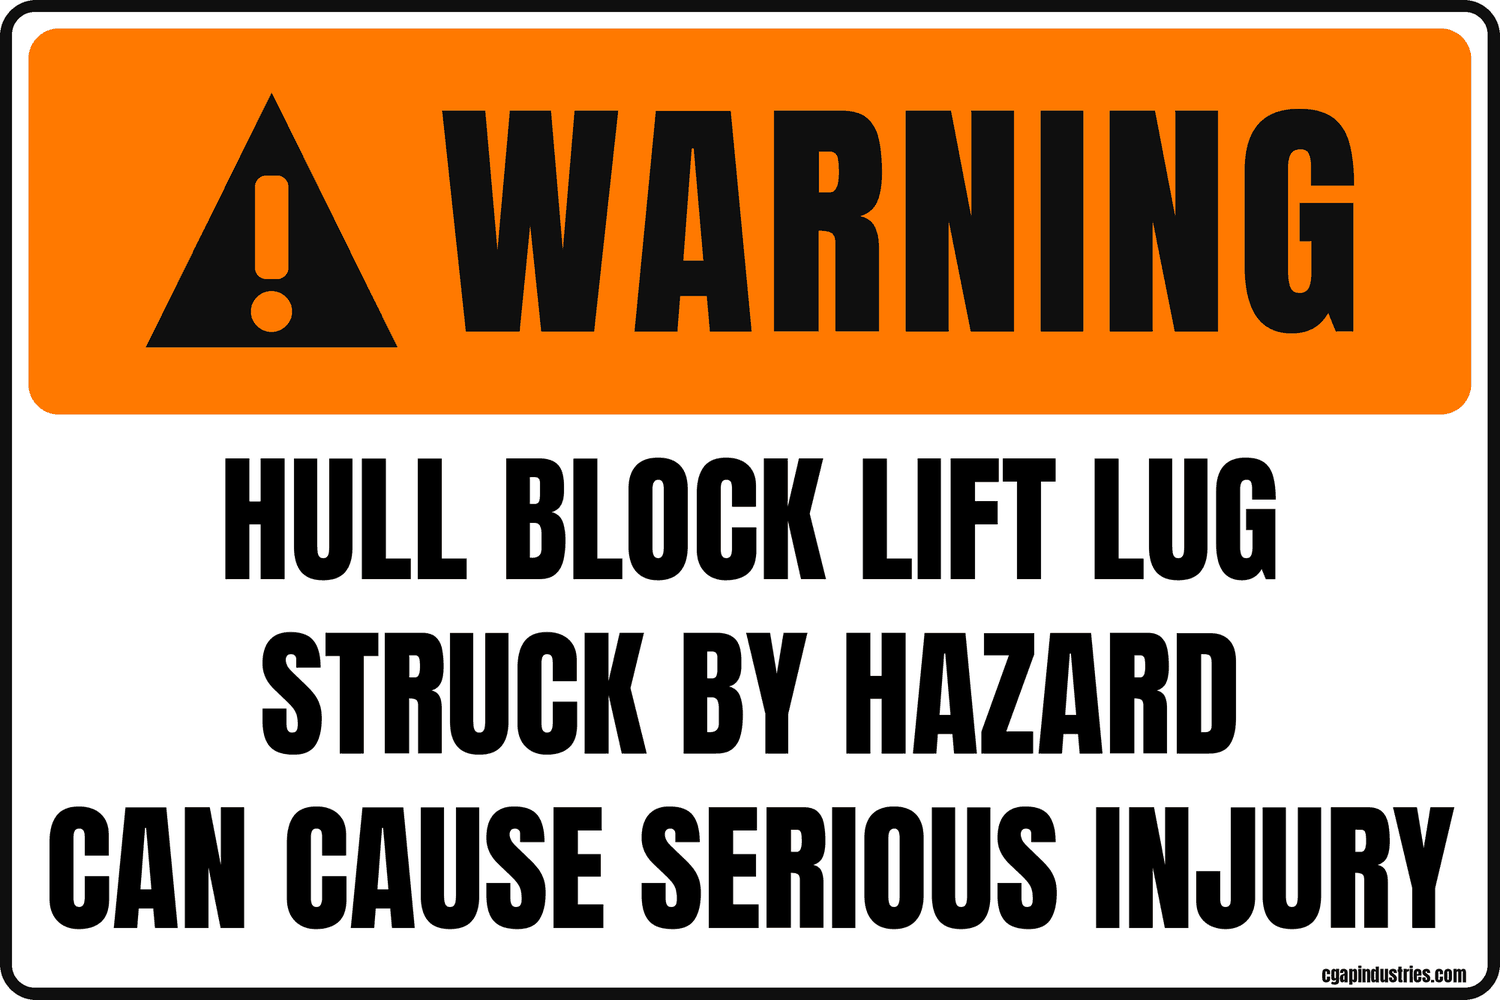 WARNING
HULL BLOCK LIFT LUG
STRUCK BY HAZARD
CAN CAUSE SERIOUS INJURY
cgapindustries.com